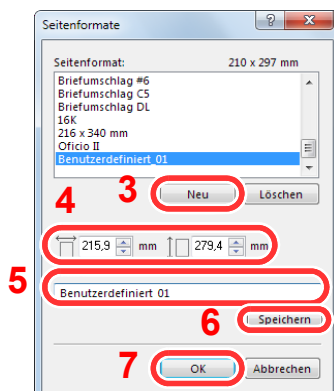 Seitenformate
Seitenformat: 210 x 297 mm
Briefumschlag #6
Briefumschlag C5
Briefumschlag DL
16K
216 x 340 mm
Oficio II
Benutzerdefiniert_01
3 Neu Löschen
4
215,9 mm 279,4 mm
5
Benutzerdefiniert 01
6
Speichern
7 OK Abbrechen